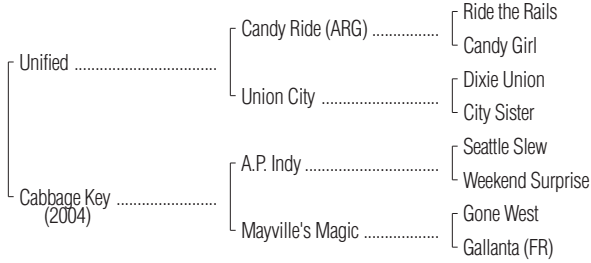 Ride the Rails
Candy Ride (ARG) ................
Candy Girl
Unified ..................................
Dixie Union
Union City ............................
City Sister
Seattle Slew
A.P. Indy ................................
Weekend Surprise
Cabbage Key ........................
(2004)
Gone West
Mayville's Magic ..................
Gallanta (FR)